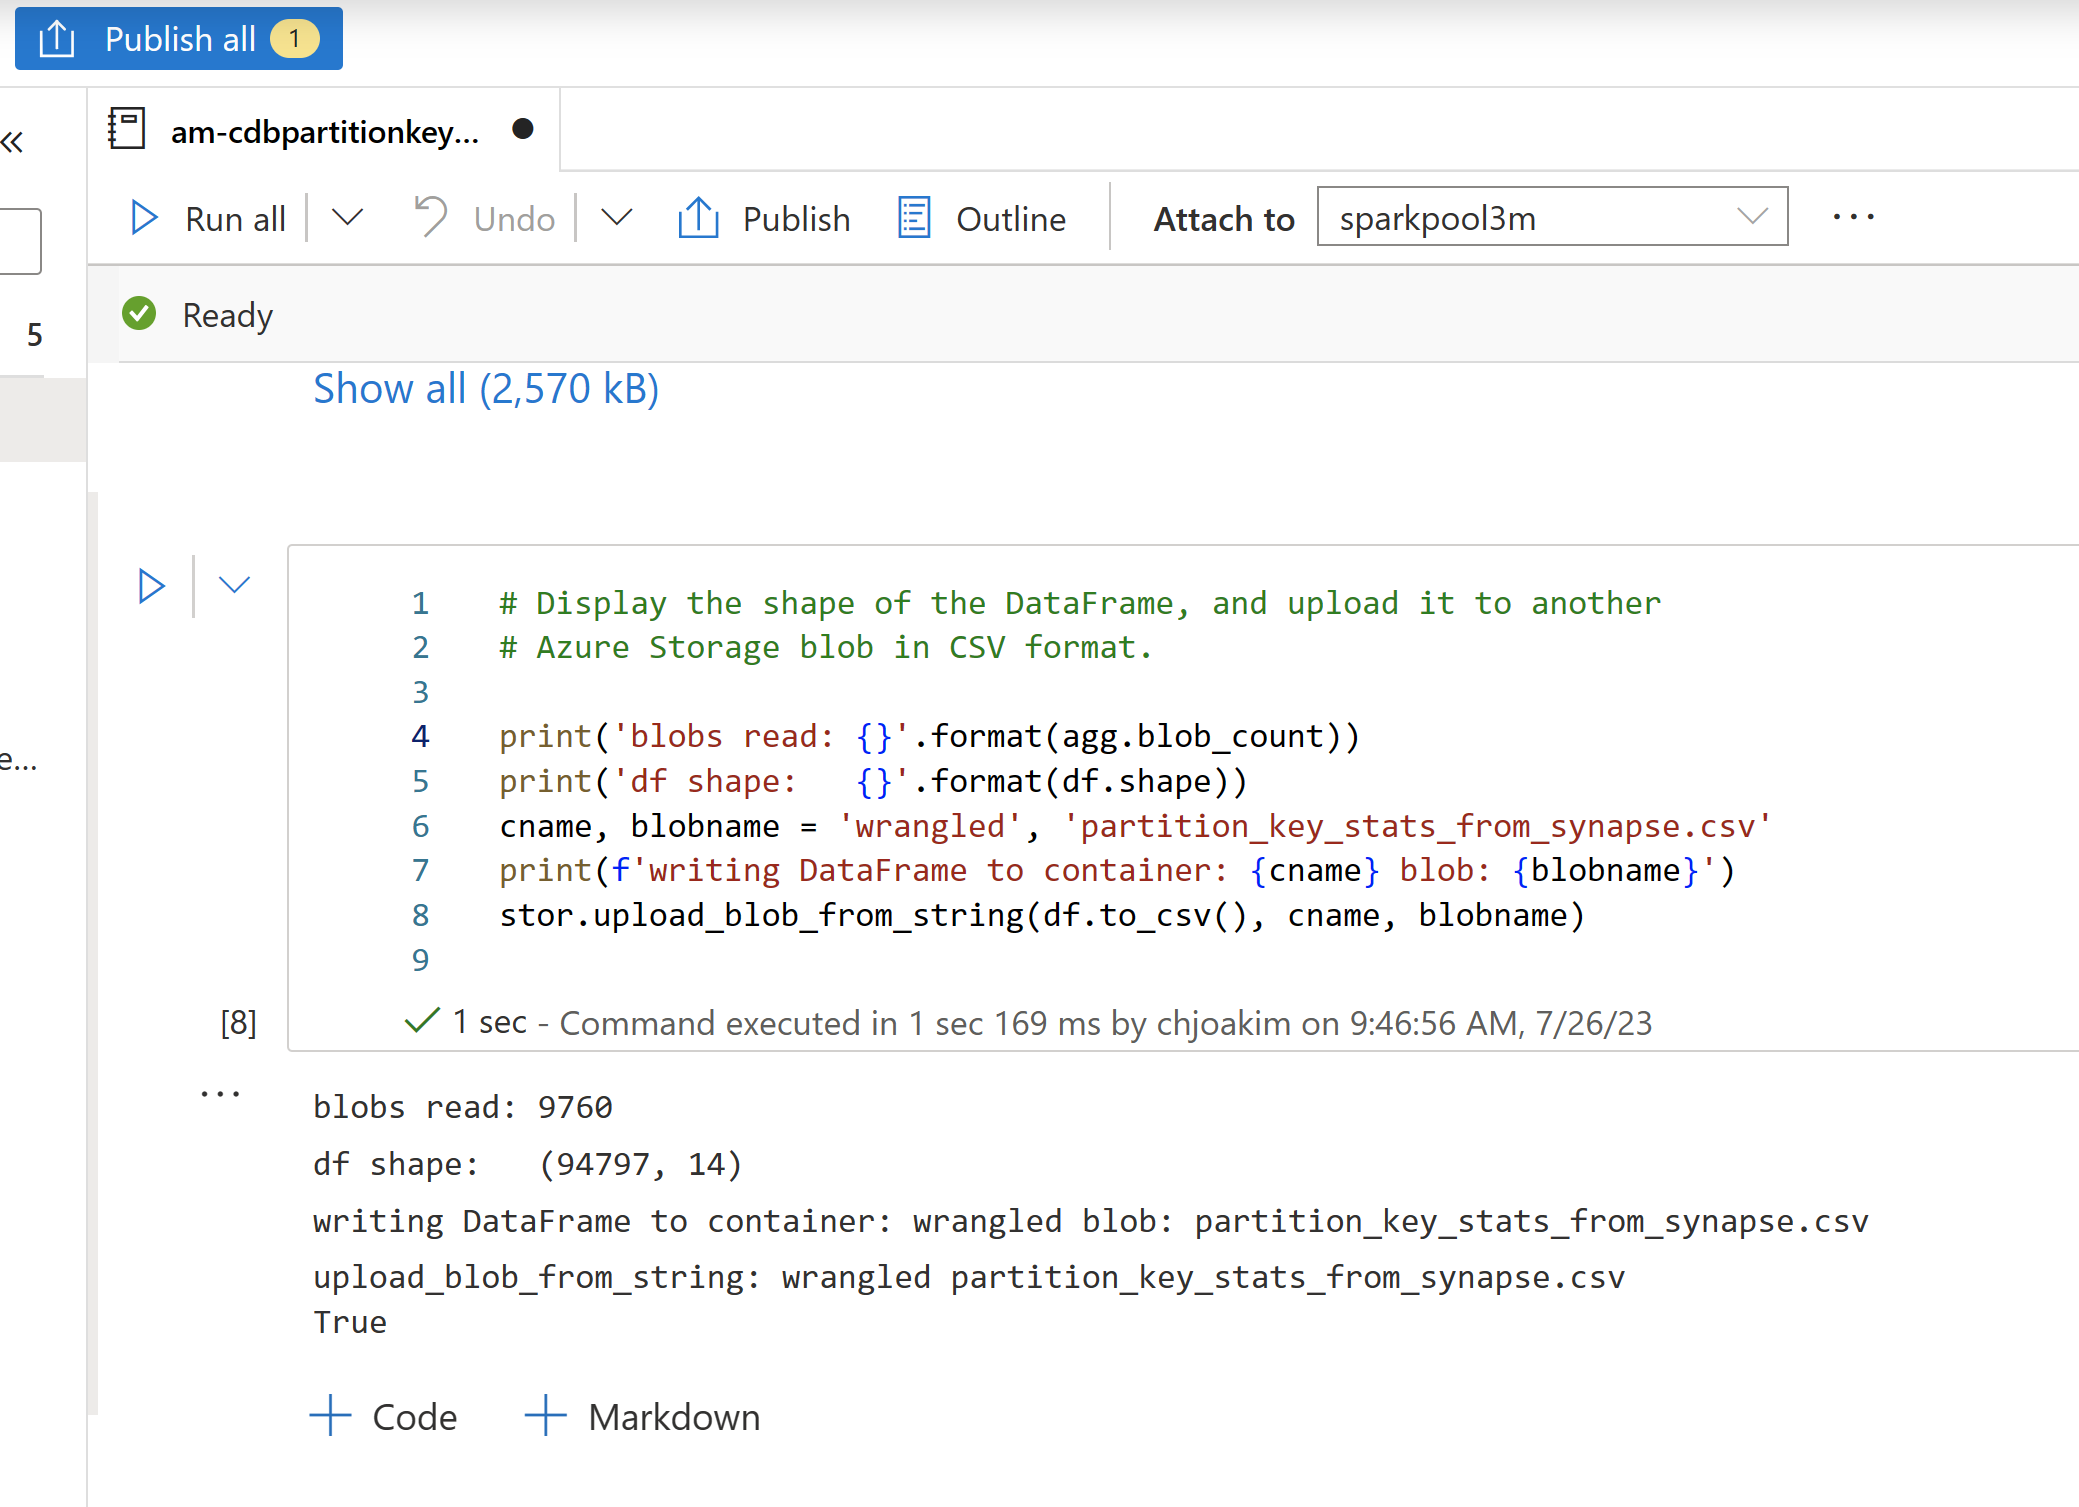 Publish all 1
«
am-cdbpartitionkey... ●
Run all Undo Publish Outline Attach to sparkpool3m ...
5
Ready
Show all (2,570 kB)
1 # Display the shape of the DataFrame, and upload it to another
2 # Azure Storage blob in CSV format.
3
4 print('blobs read: {}'.format(agg.blob_count))
e...
5 print('df shape:   {}'.format(df.shape))
6 cname, blobname = 'wrangled', 'partition_key_stats_from_synapse.csv'
7 print(f'writing DataFrame to container: {cname} blob: {blobname}')
8 stor.upload_blob_from_string(df.to_csv(), cname, blobname)
9
[8] 1 sec - Command executed in 1 sec 169 ms by chjoakim on 9:46:56 AM, 7/26/23
...
blobs read: 9760
df shape:   (94797, 14)
writing DataFrame to container: wrangled blob: partition_key_stats_from_synapse.csv
upload_blob_from_string: wrangled partition_key_stats_from_synapse.csv
True
Code Markdown